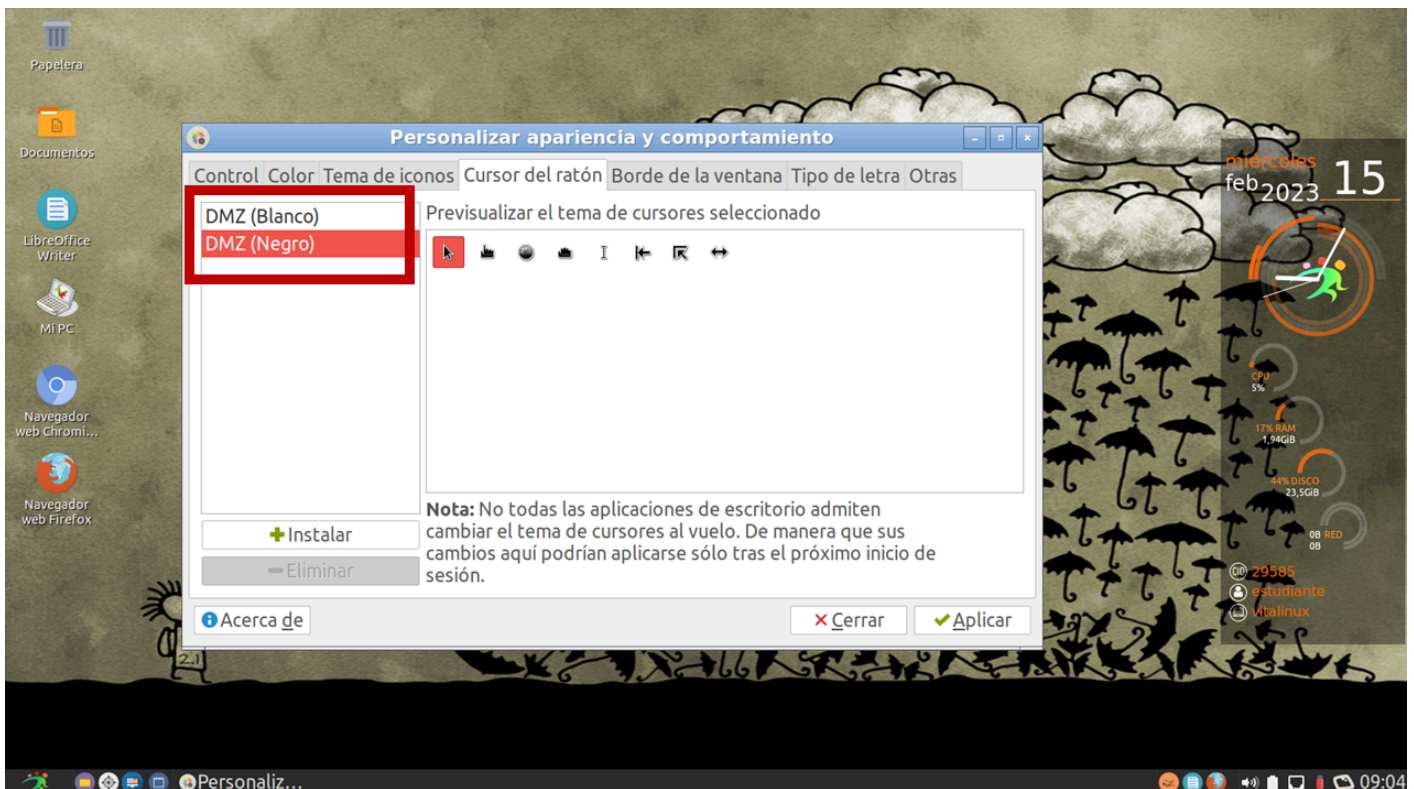 Papelera
Documentos
LibreOffice
Writer
Mi PC
Navegador
web Chromi...
Navegador
web Firefox
Personalizar apariencia y comportamiento
Control Color Tema de iconos Cursor del ratón Borde de la ventana Tipo de letra Otras
DMZ (Blanco)
DMZ (Negro)
Previsualizar el tema de cursores seleccionado
Nota: No todas las aplicaciones de escritorio admiten
cambiar el tema de cursores al vuelo. De manera que sus
cambios aquí podrían aplicarse sólo tras el próximo inicio de
sesión.
Instalar
Eliminar
Acerca de
Cerrar
Aplicar
miércoles
feb 2023 15
CPU
5%
17% RAM
1,94GiB
44% DISCO
23,5GiB
0B RED
0B
29585
estudiante
vitalinux
2.1
Personaliz...
09:04